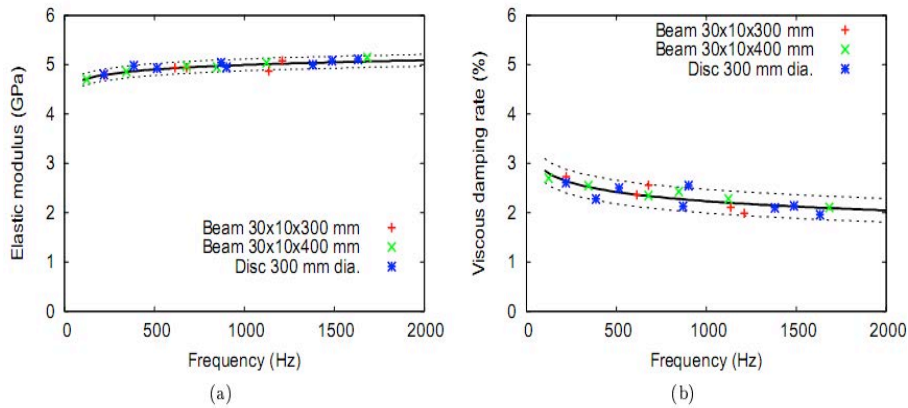 6
5
4
3
2
1
0
Elastic modulus (GPa)
Beam 30x10x300 mm
Beam 30x10x400 mm
Disc 300 mm dia.
0 500 1000 1500 2000
Frequency (Hz)
(a)
6
5
4
3
2
1
0
Viscous damping rate (%)
Beam 30x10x300 mm
Beam 30x10x400 mm
Disc 300 mm dia.
0 500 1000 1500 2000
Frequency (Hz)
(b)